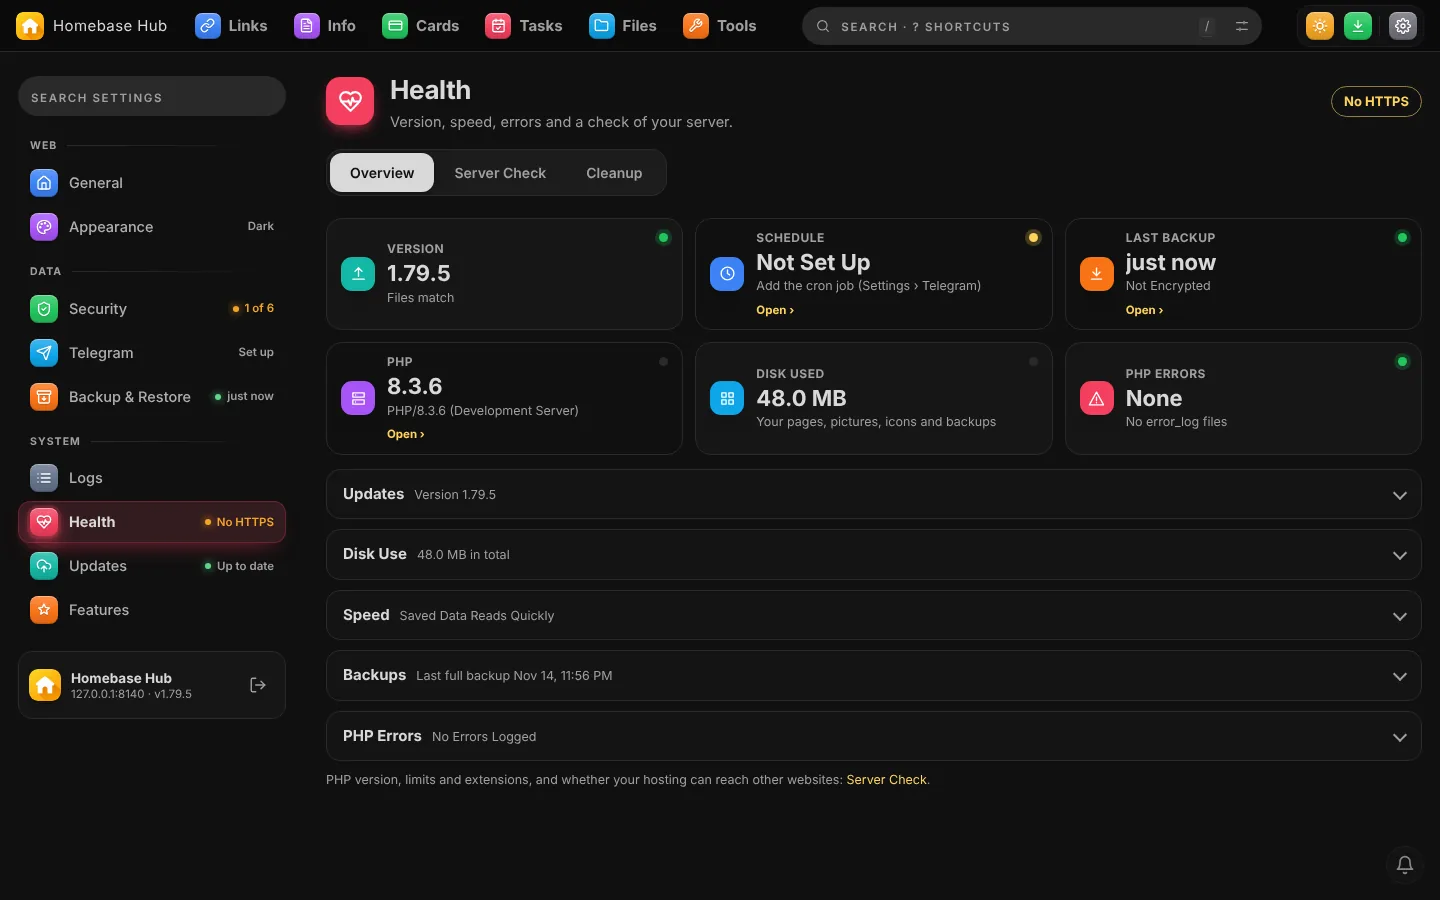 Homebase Hub
Links
Info
Cards
Tasks
Files
Tools
SEARCH · ? SHORTCUTS
/
SEARCH SETTINGS
WEB
General
Appearance
Dark
DATA
Security
1 of 6
Telegram
Set up
Backup & Restore
just now
SYSTEM
Logs
Health
No HTTPS
Updates
Up to date
Features
Homebase Hub
127.0.0.1:8140 · v1.79.5
Health
Version, speed, errors and a check of your server.
No HTTPS
Overview
Server Check
Cleanup
VERSION
1.79.5
Files match
SCHEDULE
Not Set Up
Add the cron job (Settings › Telegram)
Open ›
LAST BACKUP
just now
Not Encrypted
Open ›
PHP
8.3.6
PHP/8.3.6 (Development Server)
Open ›
DISK USED
48.0 MB
Your pages, pictures, icons and backups
PHP ERRORS
None
No error_log files
Updates Version 1.79.5
Disk Use 48.0 MB in total
Speed Saved Data Reads Quickly
Backups Last full backup Nov 14, 11:56 PM
PHP Errors No Errors Logged
PHP version, limits and extensions, and whether your hosting can reach other websites: Server Check.